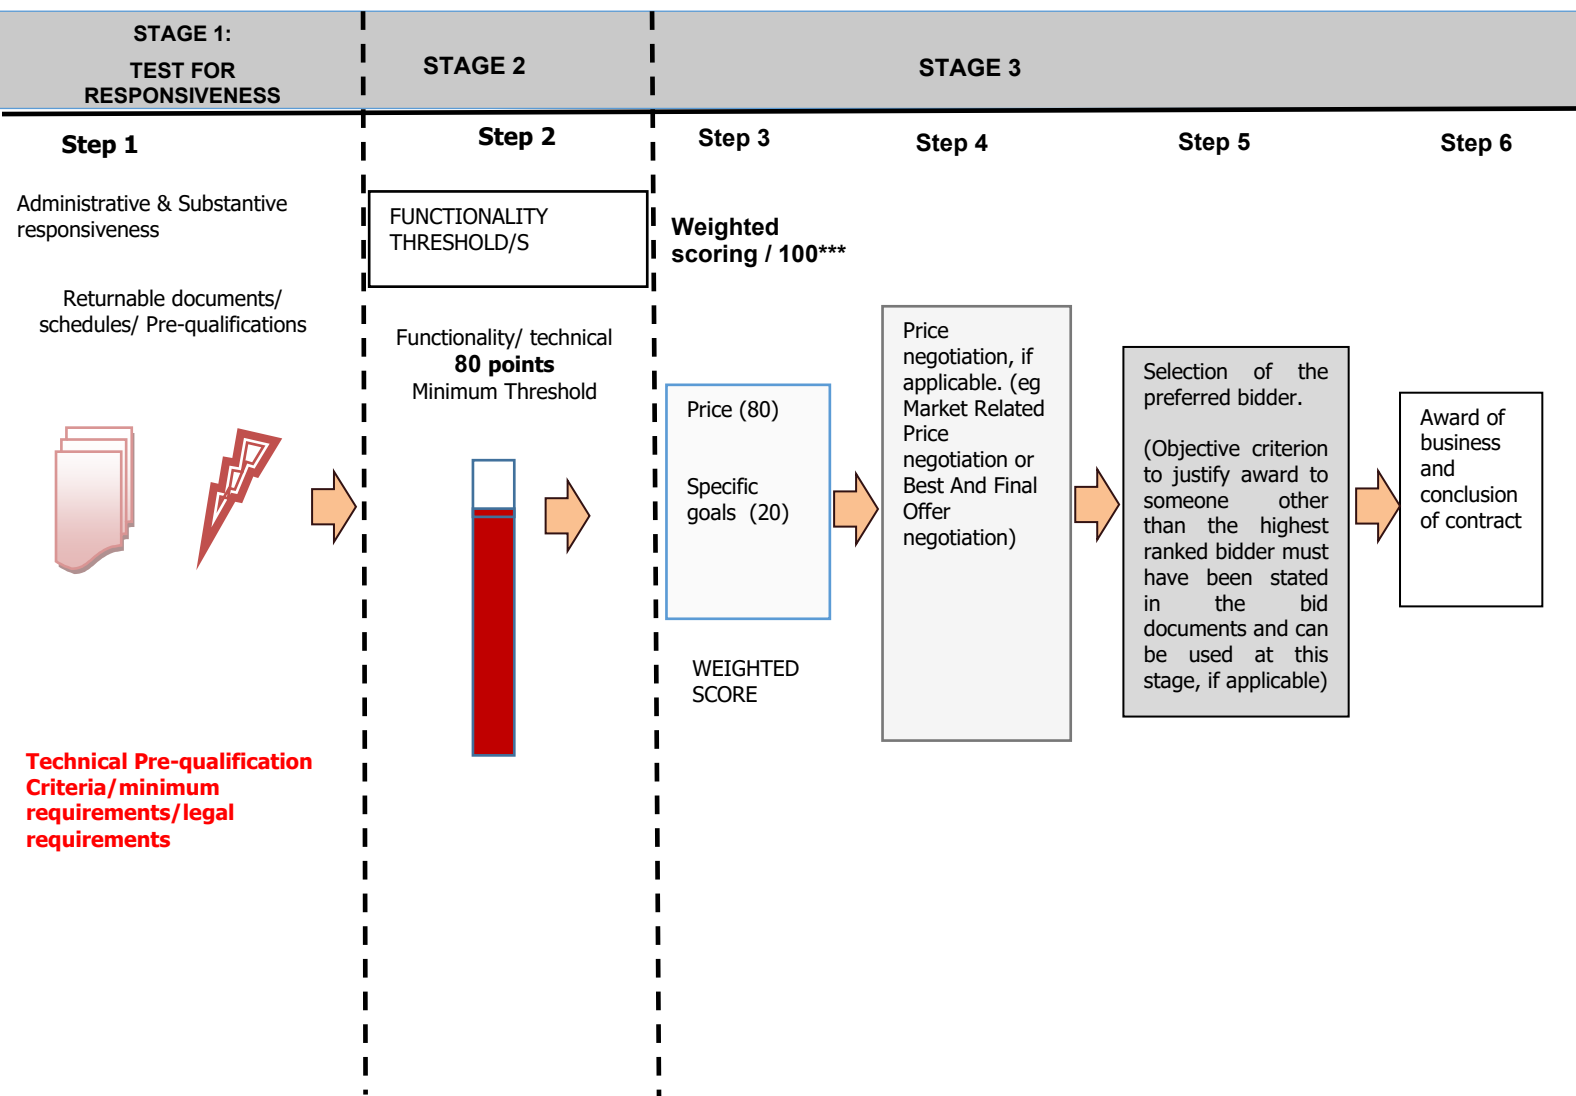 STAGE 1:
TEST FOR
RESPONSIVENESS
STAGE 2
STAGE 3
Step 1
Step 2
Step 3
Step 4
Step 5
Step 6
Administrative & Substantive
responsiveness
Returnable documents/
schedules/ Pre-qualifications
Technical Pre-qualification
Criteria/minimum
requirements/legal
requirements
FUNCTIONALITY
THRESHOLD/S
Functionality/ technical
80 points
Minimum Threshold
Weighted
scoring / 100***
Price (80)
Specific
goals (20)
WEIGHTED
SCORE
Price
negotiation, if
applicable. (eg
Market Related
Price
negotiation or
Best And Final
Offer
negotiation)
Selection of the
preferred bidder.
(Objective criterion
to justify award to
someone other
than the highest
ranked bidder must
have been stated
in the bid
documents and can
be used at this
stage, if applicable)
Award of
business
and
conclusion
of contract